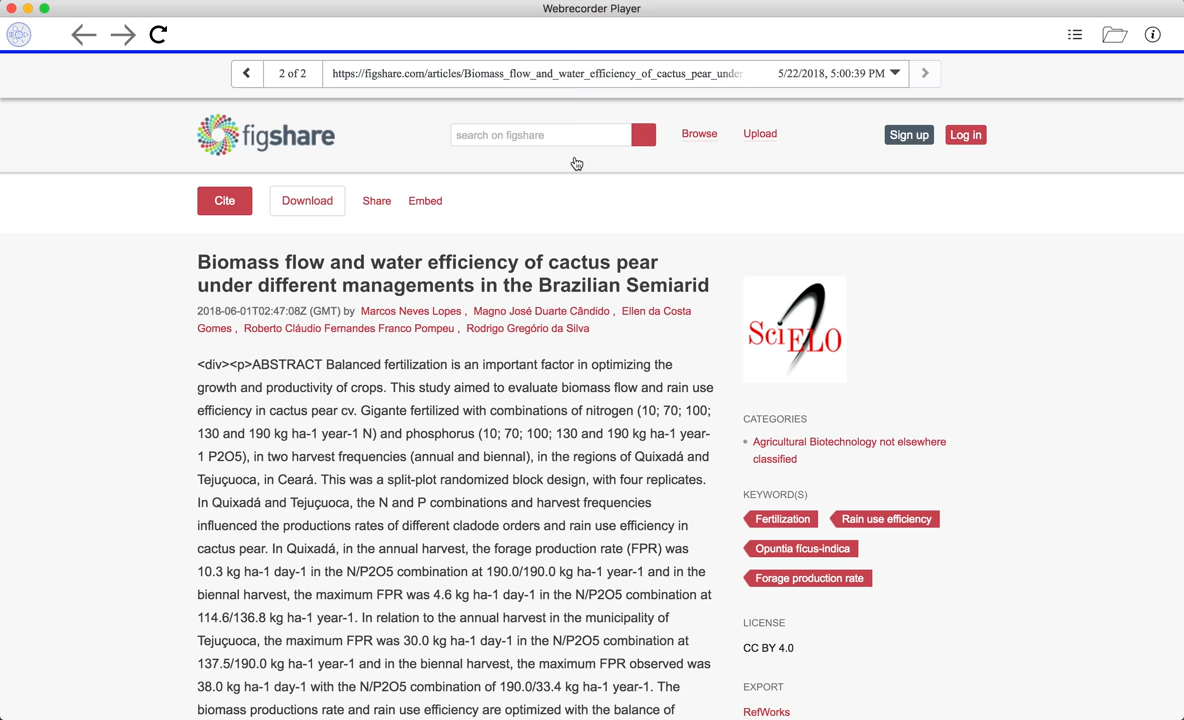 Webrecorder Player
2 of 2
https://figshare.com/articles/Biomass_flow_and_water_efficiency_of_cactus_pear_under
5/22/2018, 5:00:39 PM
figshare
search on figshare
Browse
Upload
Sign up
Log in
Cite
Download
Share
Embed
Biomass flow and water efficiency of cactus pear
under different managements in the Brazilian Semiarid
2018-06-01T02:47:08Z (GMT) by Marcos Neves Lopes , Magno José Duarte Cândido , Ellen da Costa
Gomes , Roberto Cláudio Fernandes Franco Pompeu , Rodrigo Gregório da Silva
<div><p>ABSTRACT Balanced fertilization is an important factor in optimizing the
growth and productivity of crops. This study aimed to evaluate biomass flow and rain use
efficiency in cactus pear cv. Gigante fertilized with combinations of nitrogen (10; 70; 100;
130 and 190 kg ha-1 year-1 N) and phosphorus (10; 70; 100; 130 and 190 kg ha-1 year-
1 P2O5), in two harvest frequencies (annual and biennal), in the regions of Quixadá and
Tejuçuoca, in Ceará. This was a split-plot randomized block design, with four replicates.
In Quixadá and Tejuçuoca, the N and P combinations and harvest frequencies
influenced the productions rates of different cladode orders and rain use efficiency in
cactus pear. In Quixadá, in the annual harvest, the forage production rate (FPR) was
10.3 kg ha-1 day-1 in the N/P2O5 combination at 190.0/190.0 kg ha-1 year-1 and in the
biennal harvest, the maximum FPR was 4.6 kg ha-1 day-1 in the N/P2O5 combination at
114.6/136.8 kg ha-1 year-1. In relation to the annual harvest in the municipality of
Tejuçuoca, the maximum FPR was 30.0 kg ha-1 day-1 in the N/P2O5 combination at
137.5/190.0 kg ha-1 year-1 and in the biennal harvest, the maximum FPR observed was
38.0 kg ha-1 day-1 with the N/P2O5 combination of 190.0/33.4 kg ha-1 year-1. The
biomass productions rate and rain use efficiency are optimized with the balance of
SciELO
CATEGORIES
Agricultural Biotechnology not elsewhere
classified
KEYWORD(S)
Fertilization
Rain use efficiency
Opuntia fícus-indica
Forage production rate
LICENSE
CC BY 4.0
EXPORT
RefWorks